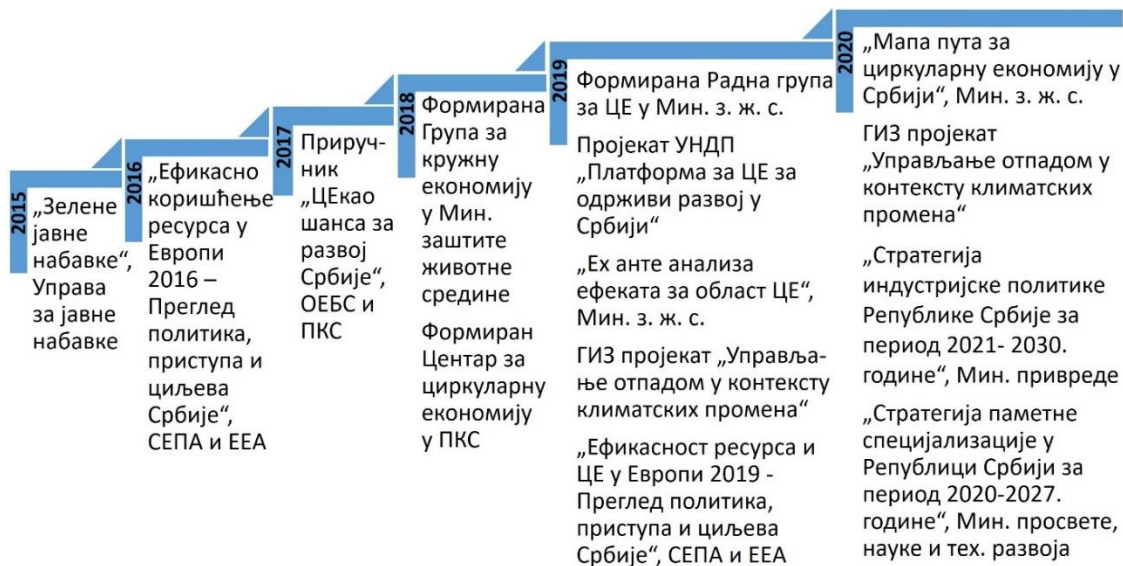 2015
„Зелене
јавне
набавке“,
Управа
за јавне
набавке
2016
„Ефикасно
коришћење
ресурса у
Европи
2016 –
Преглед
политика,
приступа и
циљева
Србије“,
СЕПА и ЕЕА
2017
Прируч-
ник
„ЦЕкао
шанса за
развој
Србије“,
ОЕБС и
ПКС
2018
Формирана
Група за
кружну
економију
у Мин.
заштите
животне
средине
Формиран
Центар за
циркуларну
економију
у ПКС
2019
Формирана Радна група
за ЦЕ у Мин. з. ж. с.
Пројекат УНДП
„Платформа за ЦЕ за
одрживи развој у
Србији“
„Ех анте анализа
ефеката за област ЦЕ“,
Мин. з. ж. с.
ГИЗ пројекат „Управља-
ње отпадом у контексту
климатских промена“
„Ефикасност ресурса и
ЦЕ у Европи 2019 -
Преглед политика,
приступа и циљева
Србије“, СЕПА и ЕЕА
2020
„Мапа пута за
циркуларну економију у
Србији“, Мин. з. ж. с.
ГИЗ пројекат
„Управљање отпадом у
контексту климатских
промена“
„Стратегија
индустријске политике
Републике Србије за
период 2021- 2030.
године“, Мин. привреде
„Стратегија паметне
специјализације у
Републици Србији за
период 2020-2027.
године“, Мин. просвете,
науке и тех. развоја